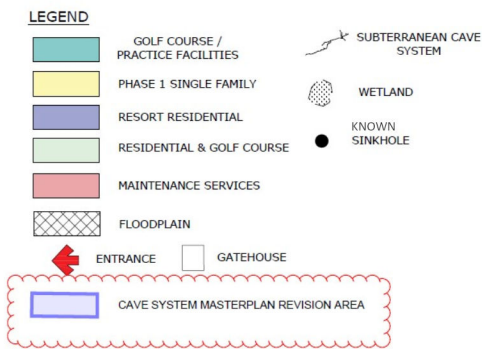 LEGEND
GOLF COURSE /
PRACTICE FACILITIES
PHASE 1 SINGLE FAMILY
RESORT RESIDENTIAL
RESIDENTIAL & GOLF COURSE
MAINTENANCE SERVICES
FLOODPLAIN
ENTRANCE
GATEHOUSE
SUBTERRANEAN CAVE
SYSTEM
WETLAND
KNOWN
SINKHOLE
CAVE SYSTEM MASTERPLAN REVISION AREA